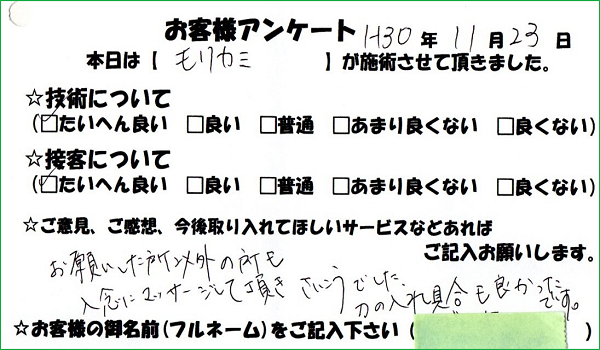 お客様アンケート H30 年 11 月 23 日
本日は【 モリカミ 】が施術させて頂きました。
☆技術について
(☑たいへん良い □良い □普通 □あまり良くない □良くない)
☆接客について
(☑たいへん良い □良い □普通 □あまり良くない □良くない)
☆ご意見、ご感想、今後取り入れてほしいサービスなどあれば
ご記入お願いします。
お願いした所以外の所も
入念にマッサージして頂き さいこうでした。
力の入れ具合も良かったです。
☆お客様の御名前(フルネーム)をご記入下さい( )